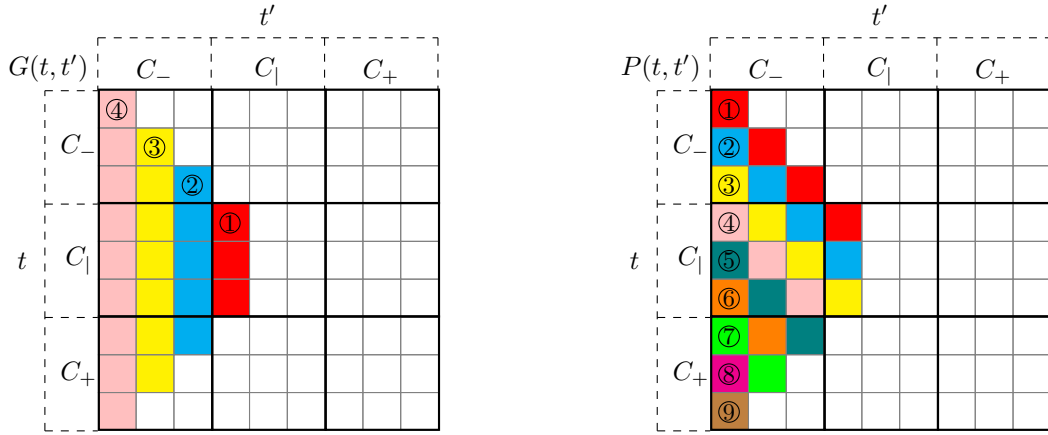 t′ t′
G(t, t′) C₋ C| C₊ P(t, t′) C₋ C| C₊
④ ①
C₋ ③ C₋ ②
② ③
① ④
t C| t C| ⑤
⑥
⑦
C₊ C₊ ⑧
⑨